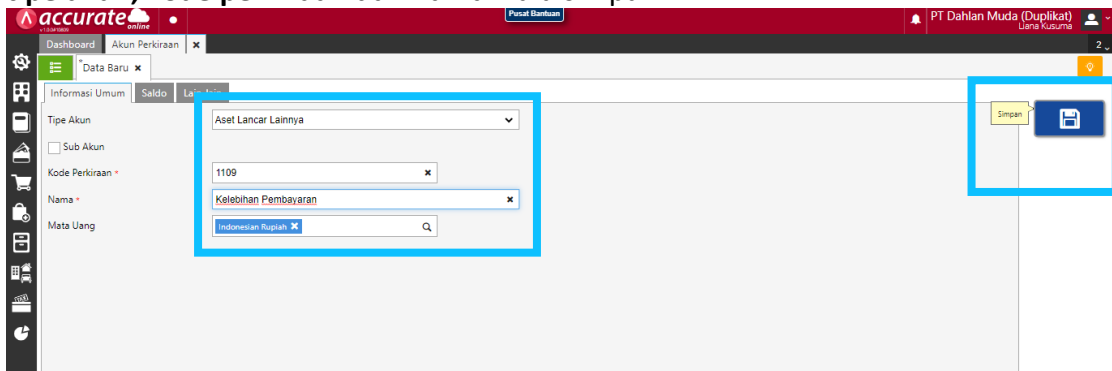 accurate online
Pusat Bantuan
PT Dahlan Muda (Duplikat)
Liana Kusuma
Dashboard
Akun Perkiraan
2
*Data Baru
Informasi Umum
Saldo
Tipe Akun
Aset Lancar Lainnya
Simpan
Sub Akun
Kode Perkiraan *
1109
Nama *
Kelebihan Pembayaran
Mata Uang
Indonesian Rupiah